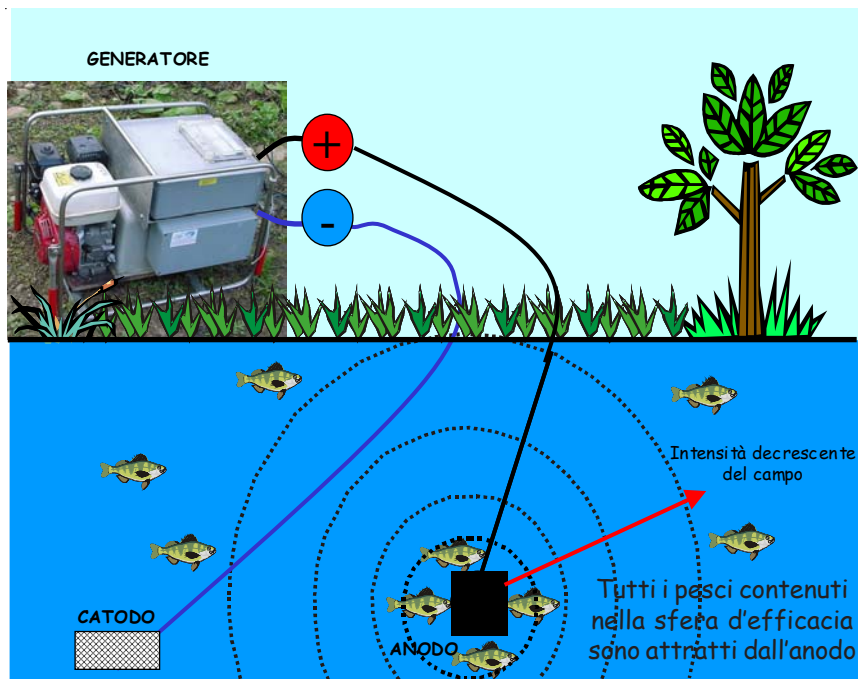 GENERATORE
+
-
Intensità decrescente
del campo
Tutti i pesci contenuti
nella sfera d'efficacia
sono attratti dall'anodo
CATODO
ANODO